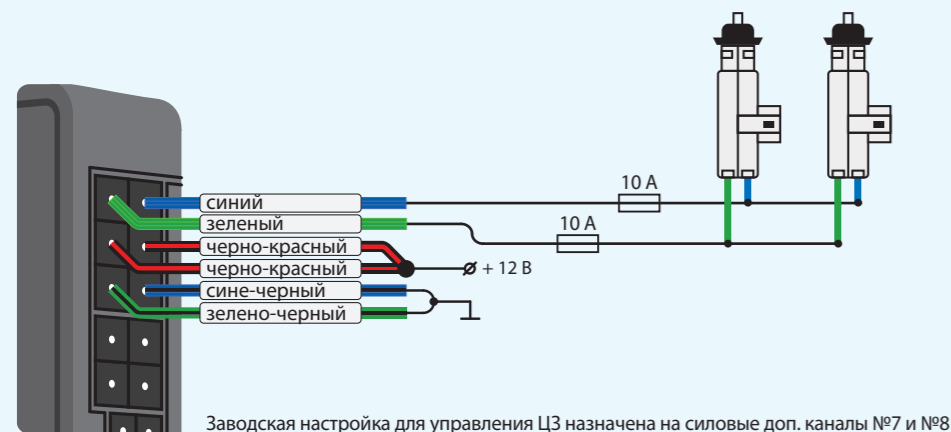 10 А
синий
10 А
зеленый
черно-красный
черно-красный
+ 12 В
сине-черный
зелено-черный
Заводская настройка для управления ЦЗ назначена на силовые доп. каналы №7 и №8